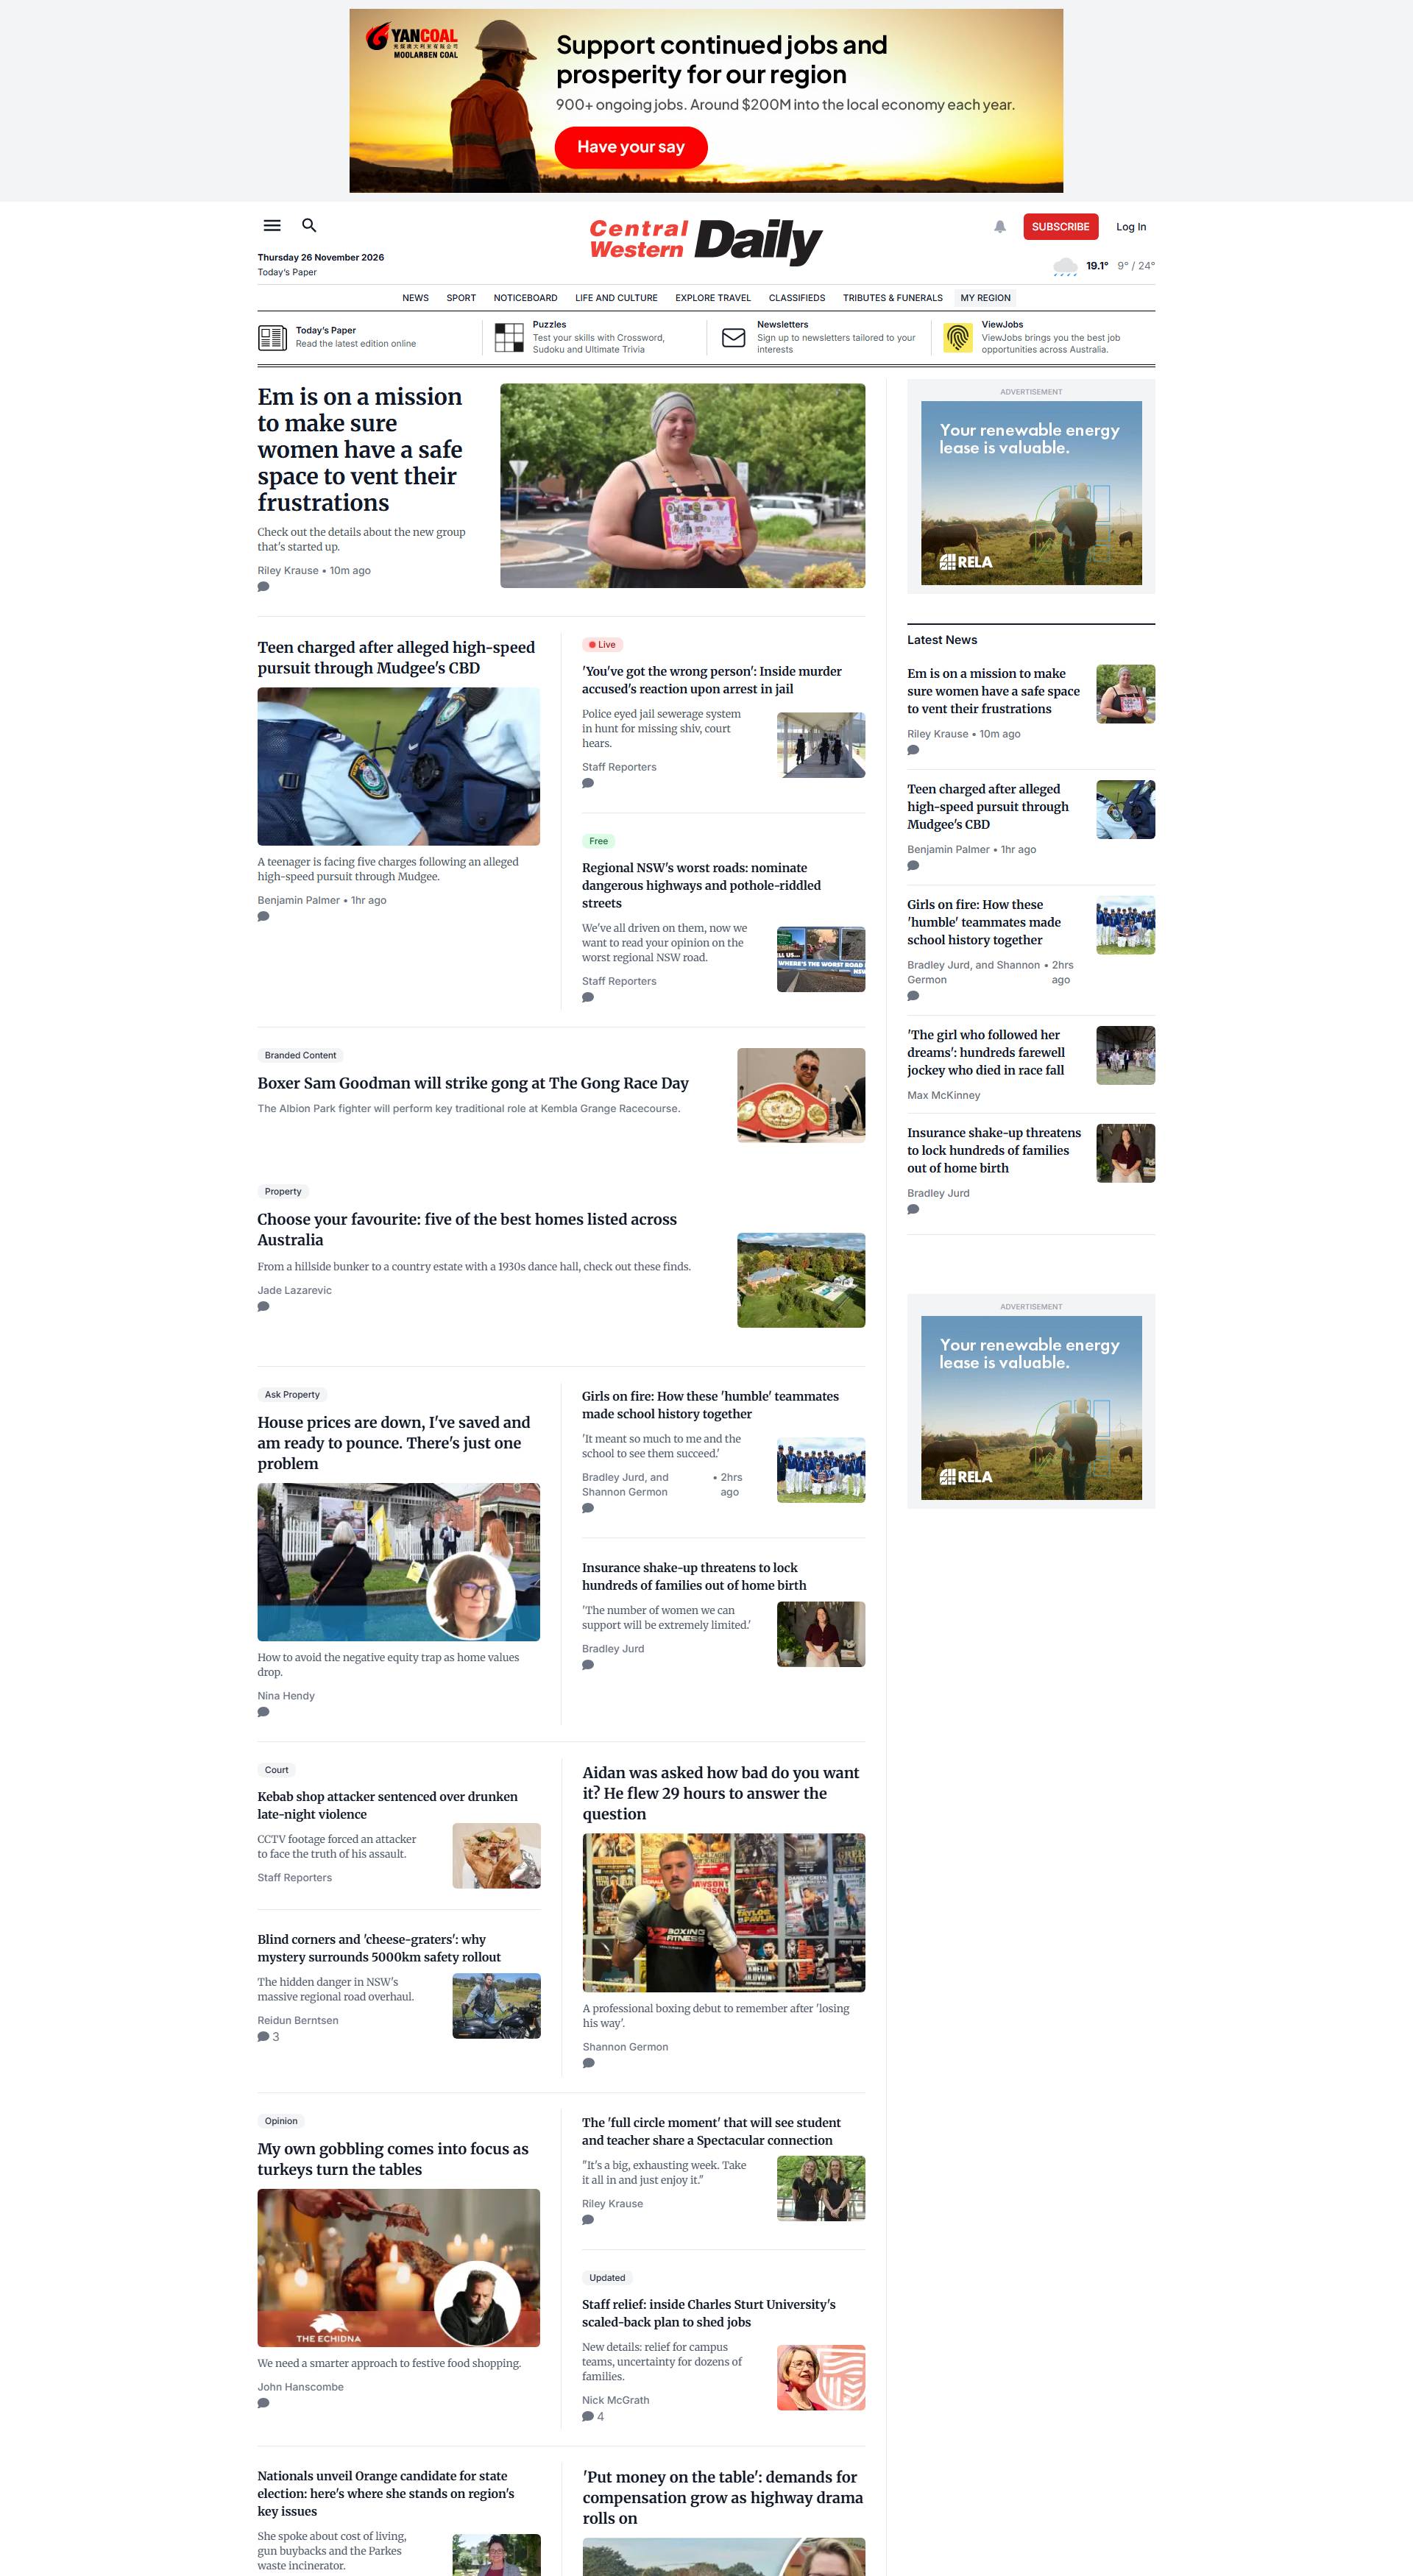 YANCOAL
MOOLARBEN COAL
Support continued jobs and
prosperity for our region
900+ ongoing jobs. Around $200M into the local economy each year.
Have your say
Central
Western Daily
SUBSCRIBE
Log In
Thursday 26 November 2026
Today's Paper
19.1° 9° / 24°
NEWS SPORT NOTICEBOARD LIFE AND CULTURE EXPLORE TRAVEL CLASSIFIEDS TRIBUTES & FUNERALS MY REGION
Today's Paper
Read the latest edition online
Puzzles
Test your skills with Crossword,
Sudoku and Ultimate Trivia
Newsletters
Sign up to newsletters tailored to your
interests
ViewJobs
ViewJobs brings you the best job
opportunities across Australia.
Em is on a mission
to make sure
women have a safe
space to vent their
frustrations
Check out the details about the new group
that's started up.
Riley Krause • 10m ago
Teen charged after alleged high-speed
pursuit through Mudgee's CBD
A teenager is facing five charges following an alleged
high-speed pursuit through Mudgee.
Benjamin Palmer • 1hr ago
Live
'You've got the wrong person': Inside murder
accused's reaction upon arrest in jail
Police eyed jail sewerage system
in hunt for missing shiv, court
hears.
Staff Reporters
Free
Regional NSW's worst roads: nominate
dangerous highways and pothole-riddled
streets
We've all driven on them, now we
want to read your opinion on the
worst regional NSW road.
Staff Reporters
Branded Content
Boxer Sam Goodman will strike gong at The Gong Race Day
The Albion Park fighter will perform key traditional role at Kembla Grange Racecourse.
Property
Choose your favourite: five of the best homes listed across
Australia
From a hillside bunker to a country estate with a 1930s dance hall, check out these finds.
Jade Lazarevic
Ask Property
House prices are down, I've saved and
am ready to pounce. There's just one
problem
How to avoid the negative equity trap as home values
drop.
Nina Hendy
Girls on fire: How these 'humble' teammates
made school history together
'It meant so much to me and the
school to see them succeed.'
Bradley Jurd, and • 2hrs
Shannon Germon ago
Insurance shake-up threatens to lock
hundreds of families out of home birth
'The number of women we can
support will be extremely limited.'
Bradley Jurd
Court
Kebab shop attacker sentenced over drunken
late-night violence
CCTV footage forced an attacker
to face the truth of his assault.
Staff Reporters
Blind corners and 'cheese-graters': why
mystery surrounds 5000km safety rollout
The hidden danger in NSW's
massive regional road overhaul.
Reidun Berntsen
3
Aidan was asked how bad do you want
it? He flew 29 hours to answer the
question
BOXING
FITNESS
A professional boxing debut to remember after 'losing
his way'.
Shannon Germon
Opinion
My own gobbling comes into focus as
turkeys turn the tables
THE ECHIDNA
We need a smarter approach to festive food shopping.
John Hanscombe
The 'full circle moment' that will see student
and teacher share a Spectacular connection
"It's a big, exhausting week. Take
it all in and just enjoy it."
Riley Krause
Updated
Staff relief: inside Charles Sturt University's
scaled-back plan to shed jobs
New details: relief for campus
teams, uncertainty for dozens of
families.
Nick McGrath
4
Nationals unveil Orange candidate for state
election: here's where she stands on region's
key issues
She spoke about cost of living,
gun buybacks and the Parkes
waste incinerator.
'Put money on the table': demands for
compensation grow as highway drama
rolls on
ADVERTISEMENT
Your renewable energy
lease is valuable.
RELA
Latest News
Em is on a mission to make
sure women have a safe space
to vent their frustrations
Riley Krause • 10m ago
Teen charged after alleged
high-speed pursuit through
Mudgee's CBD
Benjamin Palmer • 1hr ago
Girls on fire: How these
'humble' teammates made
school history together
Bradley Jurd, and Shannon • 2hrs
Germon ago
'The girl who followed her
dreams': hundreds farewell
jockey who died in race fall
Max McKinney
Insurance shake-up threatens
to lock hundreds of families
out of home birth
Bradley Jurd
ADVERTISEMENT
Your renewable energy
lease is valuable.
RELA